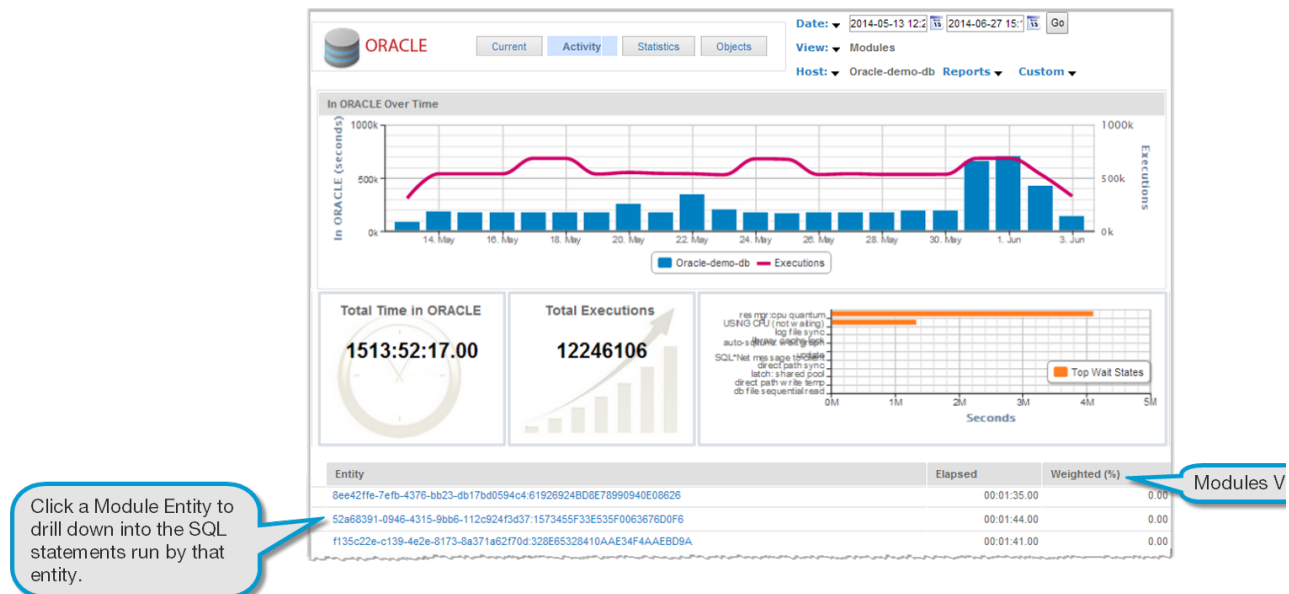 ORACLE
Current
Activity
Statistics
Objects
Date:
2014-05-13 12:2
2014-06-27 15:
Go
View: Modules
Host: Oracle-demo-db Reports Custom
In ORACLE Over Time
In ORACLE (seconds)
1000k
500k
0k
1000k
500k
0k
Executions
14. May
16. May
18. May
20. May
22. May
24. May
26. May
28. May
30. May
1. Jun
3. Jun
Oracle-demo-db
Executions
Total Time in ORACLE
1513:52:17.00
Total Executions
12246106
res mgr:cpu quantum
USING CPU (not waiting)
log file sync
library cache lock
SQL*Net message to client
direct path sync
latch: shared pool
direct path write temp
db file sequential read
0M
1M
2M
3M
4M
5M
Seconds
Top Wait States
Entity
Elapsed
Weighted (%)
8ee42ffe-7efb-4376-bb23-db17bd0594c4:61926924BD8E78990940E08626
00:01:35.00
0.00
52a68391-0946-4315-9bb6-112c924f3d37:1573455F33E535F0063676D0F6
00:01:44.00
0.00
f135c22e-c139-4e2e-8173-8a371a62f70d:328E65328410AAE34F4AAEBD9A
00:01:41.00
0.00
Click a Module Entity to
drill down into the SQL
statements run by that
entity.
Modules V